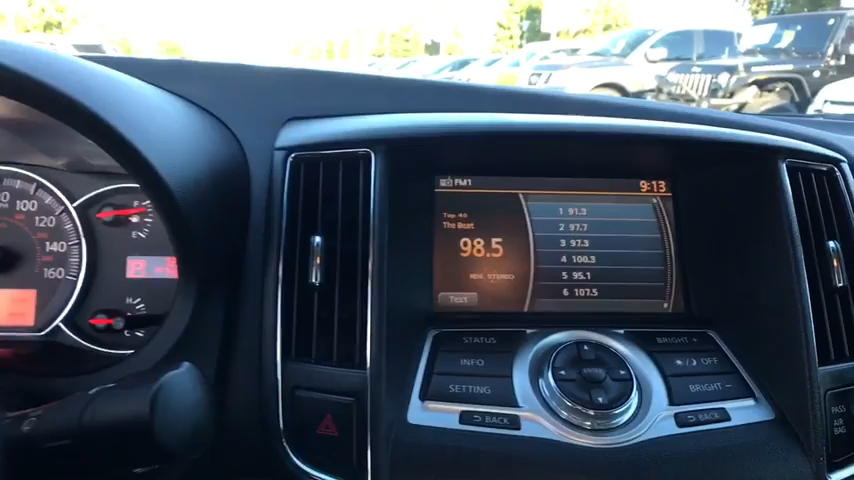 FM1 9:13
Top 40
The Beat
98.5
RDS STEREO
Text
1 91.3
2 97.7
3 97.3
4 100.3
5 95.1
6 107.5
STATUS
INFO
SETTING
BACK
ENTER
BRIGHT +
OFF
BRIGHT -
BACK
100
120
140
160
F
E
P
H
C
PASS
AIR BAG